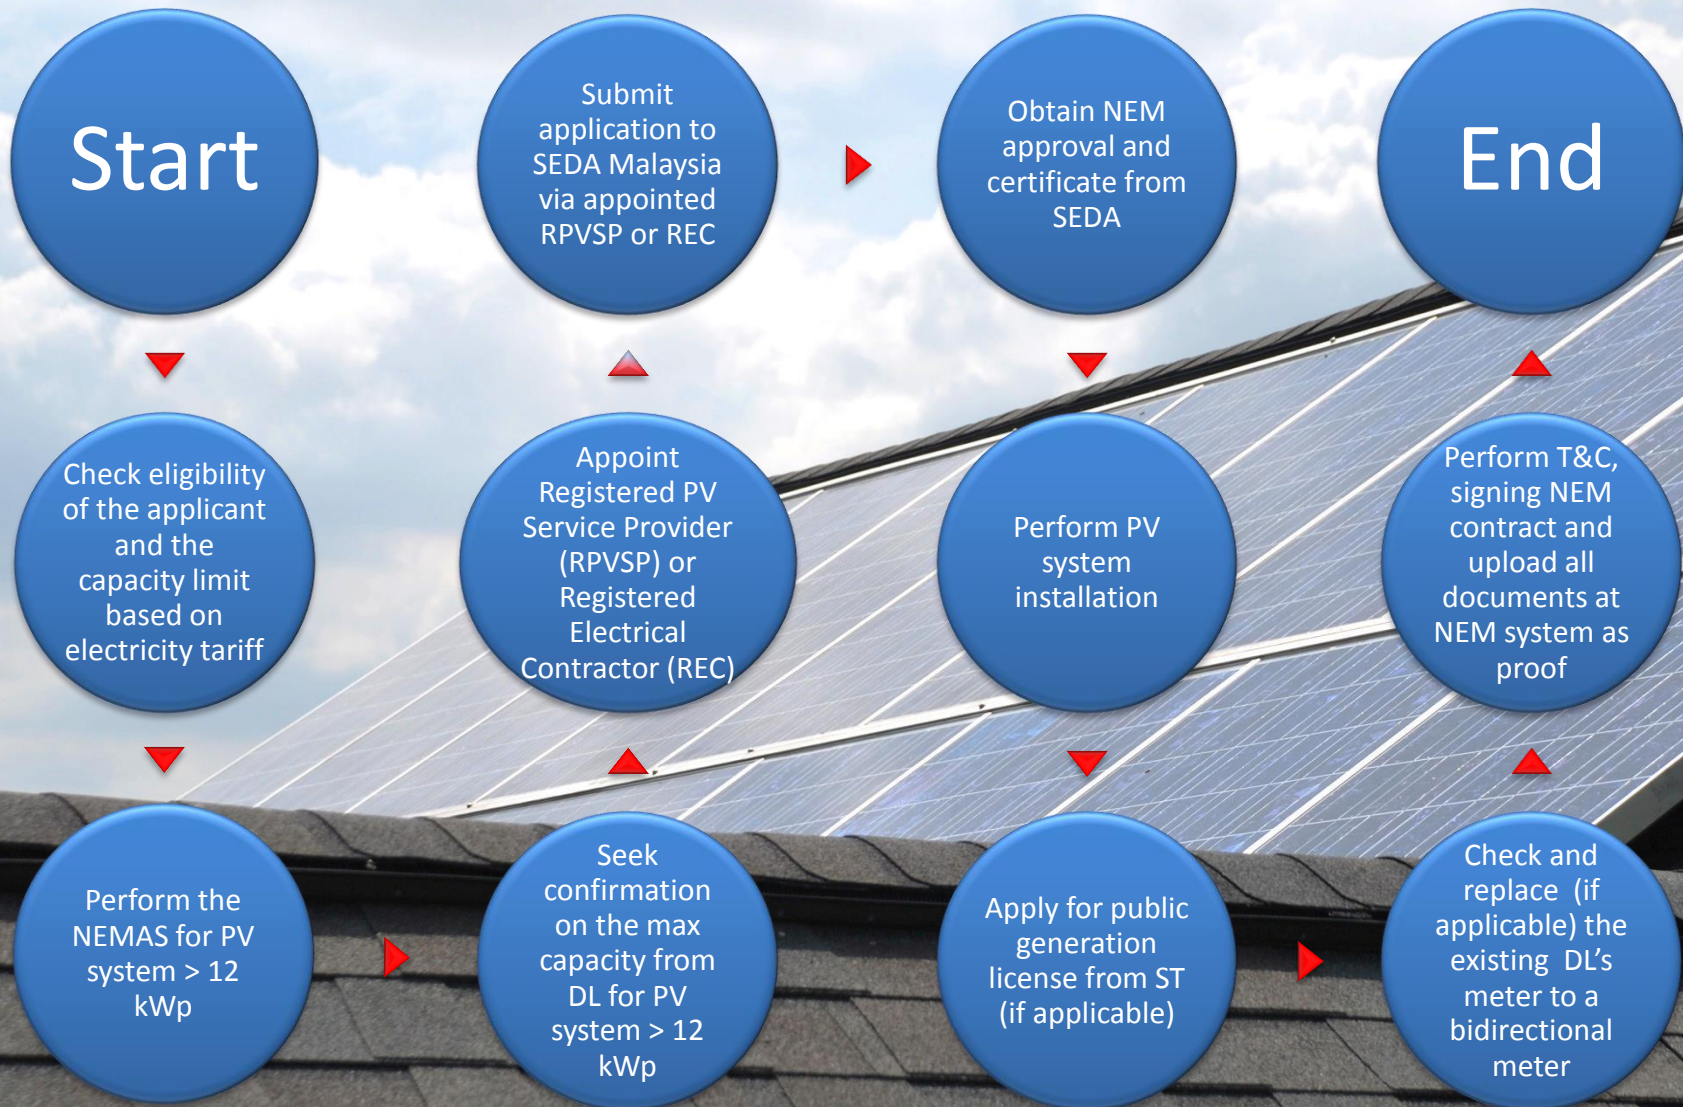 Start
Check eligibility
of the applicant
and the
capacity limit
based on
electricity tariff
Perform the
NEMAS for PV
system > 12
kWp
Seek
confirmation
on the max
capacity from
DL for PV
system > 12
kWp
Appoint
Registered PV
Service Provider
(RPVSP) or
Registered
Electrical
Contractor (REC)
Submit
application to
SEDA Malaysia
via appointed
RPVSP or REC
Obtain NEM
approval and
certificate from
SEDA
Perform PV
system
installation
Apply for public
generation
license from ST
(if applicable)
Check and
replace (if
applicable) the
existing DL’s
meter to a
bidirectional
meter
Perform T&C,
signing NEM
contract and
upload all
documents at
NEM system as
proof
End